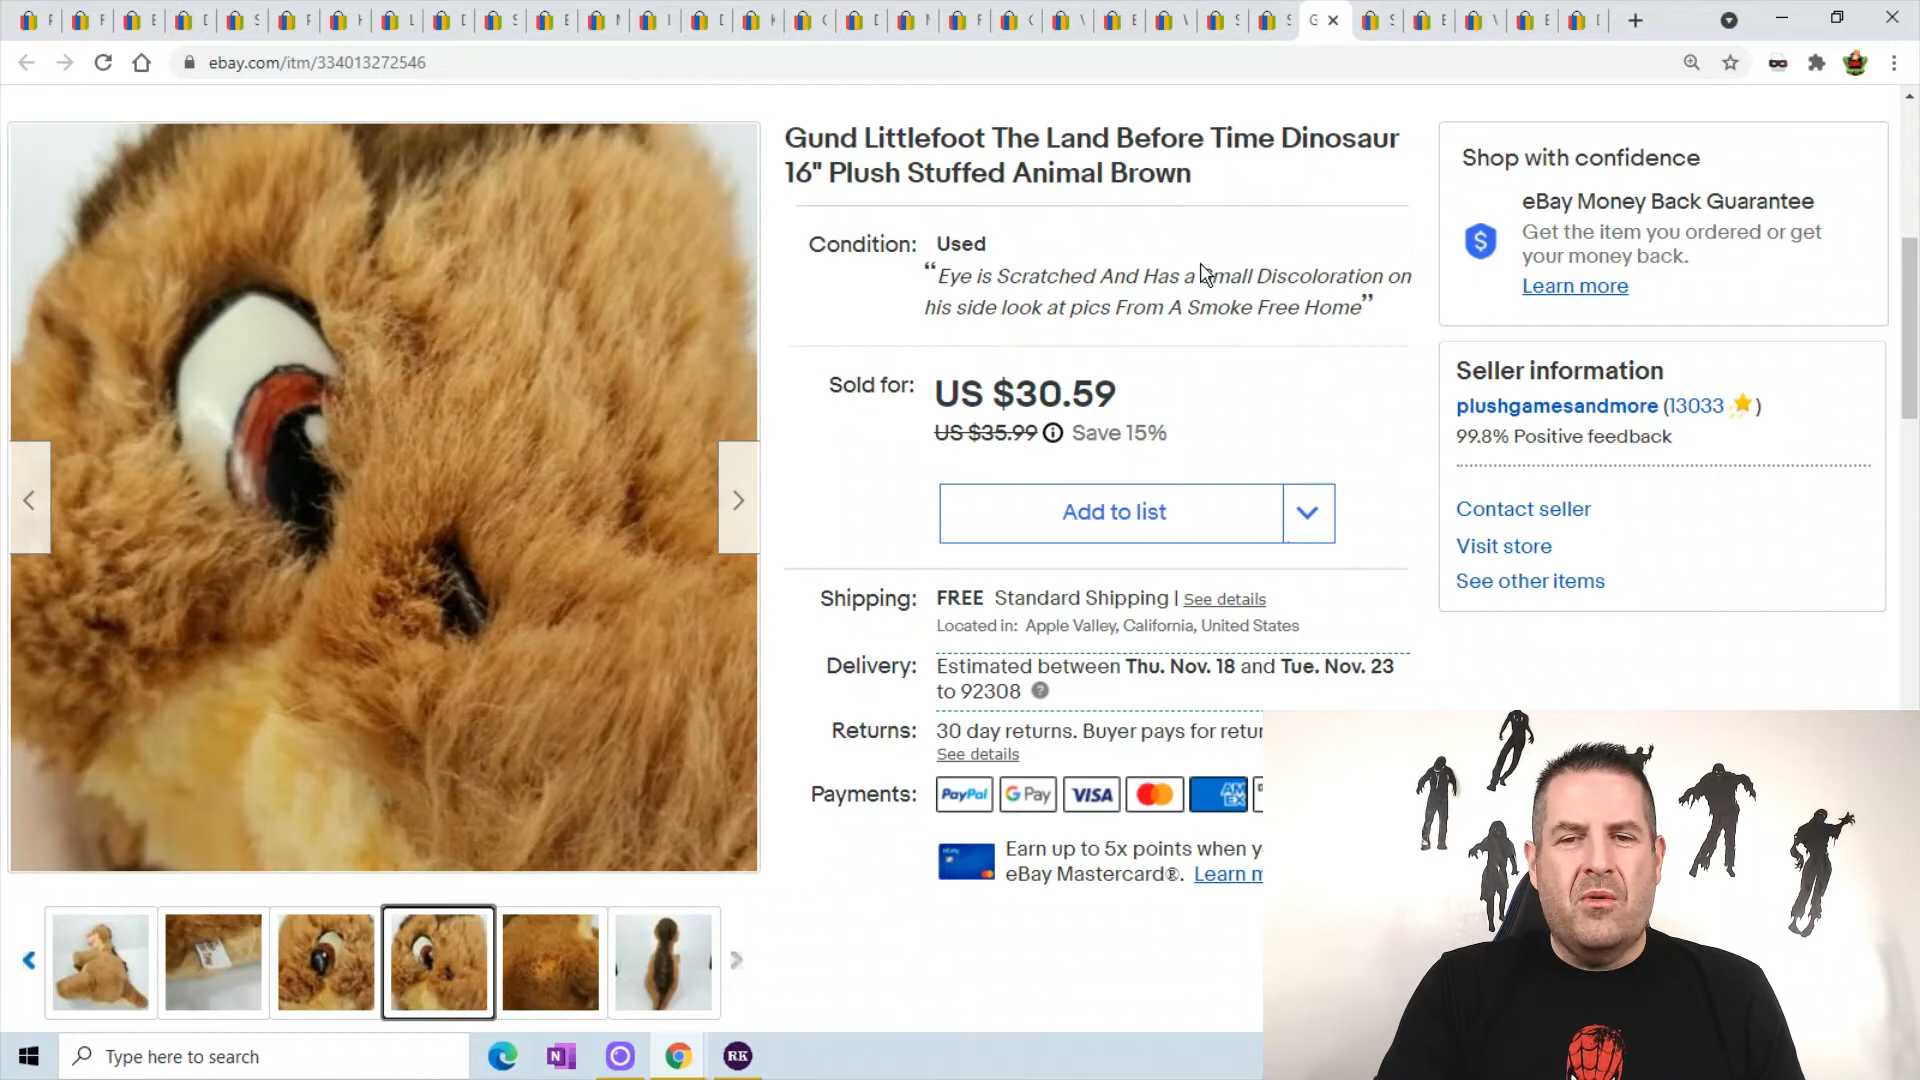 ebay.com/itm/334013272546
Gund Littlefoot The Land Before Time Dinosaur
16" Plush Stuffed Animal Brown
Condition: Used
“Eye is Scratched And Has a Small Discoloration on
his side look at pics From A Smoke Free Home”
Sold for: US $30.59
US $35.99 Save 15%
Add to list
Shipping: FREE Standard Shipping | See details
Located in: Apple Valley, California, United States
Delivery: Estimated between Thu. Nov. 18 and Tue. Nov. 23
to 92308
Returns: 30 day returns. Buyer pays for retur
See details
Payments: PayPal G Pay VISA AM EX
Earn up to 5x points when y
eBay Mastercard®. Learn m
Shop with confidence
eBay Money Back Guarantee
Get the item you ordered or get
your money back.
Learn more
Seller information
plushgamesandmore (13033)
99.8% Positive feedback
Contact seller
Visit store
See other items
Type here to search
RK